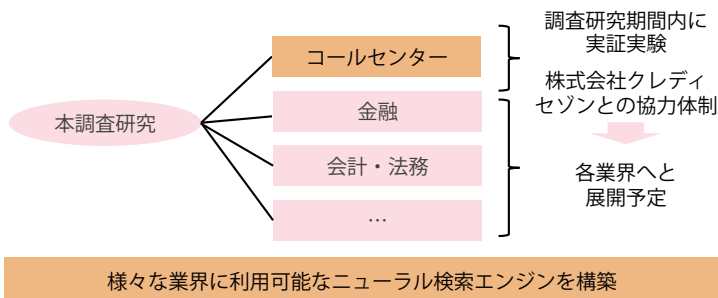 本調査研究
コールセンター
金融
会計・法務
…
調査研究期間内に
実証実験
株式会社クレディ
セゾンとの協力体制
各業界へと
展開予定
様々な業界に利用可能なニューラル検索エンジンを構築